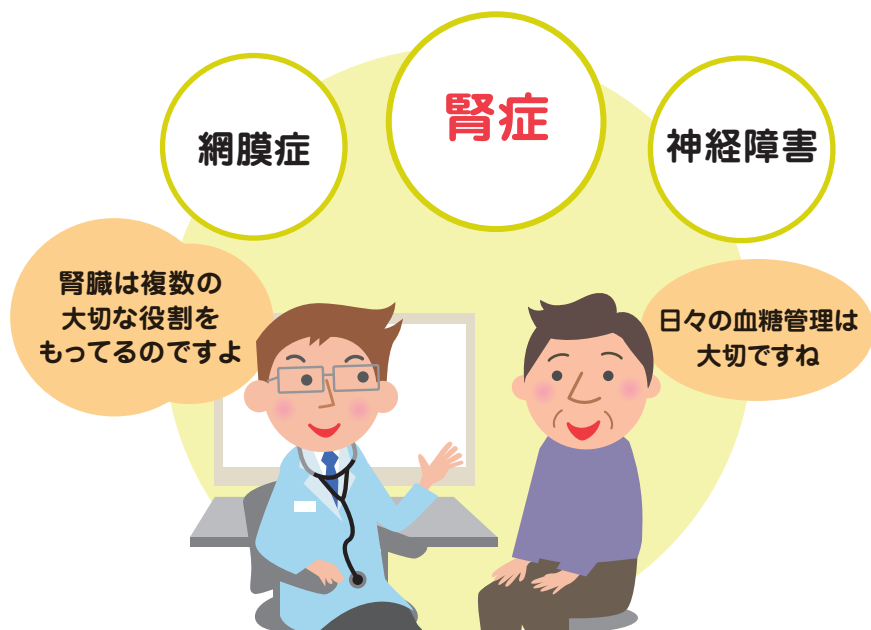 網膜症
腎症
神経障害
腎臓は複数の
大切な役割を
もってるのですよ
日々の血糖管理は
大切ですね